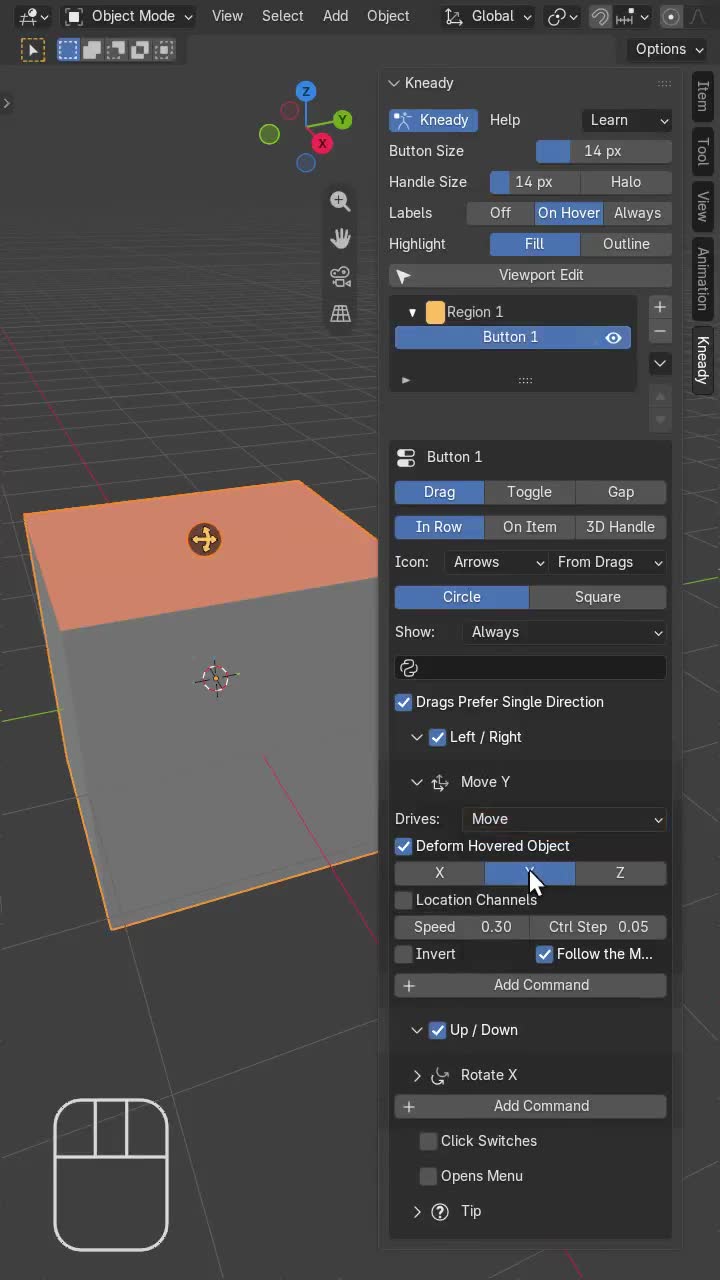 Object Mode View Select Add Object Global
Options
Z
Y
X
Kneady
Kneady Help Learn
Button Size 14 px
Handle Size 14 px Halo
Labels Off On Hover Always
Highlight Fill Outline
Viewport Edit
Region 1
Button 1
Item
Tool
View
Animation
Kneady
Button 1
Drag Toggle Gap
In Row On Item 3D Handle
Icon: Arrows From Drags
Circle Square
Show: Always
Drags Prefer Single Direction
Left / Right
Move Y
Drives: Move
Deform Hovered Object
X Y Z
Location Channels
Speed 0.30 Ctrl Step 0.05
Invert Follow the M...
Add Command
Up / Down
Rotate X
Add Command
Click Switches
Opens Menu
Tip